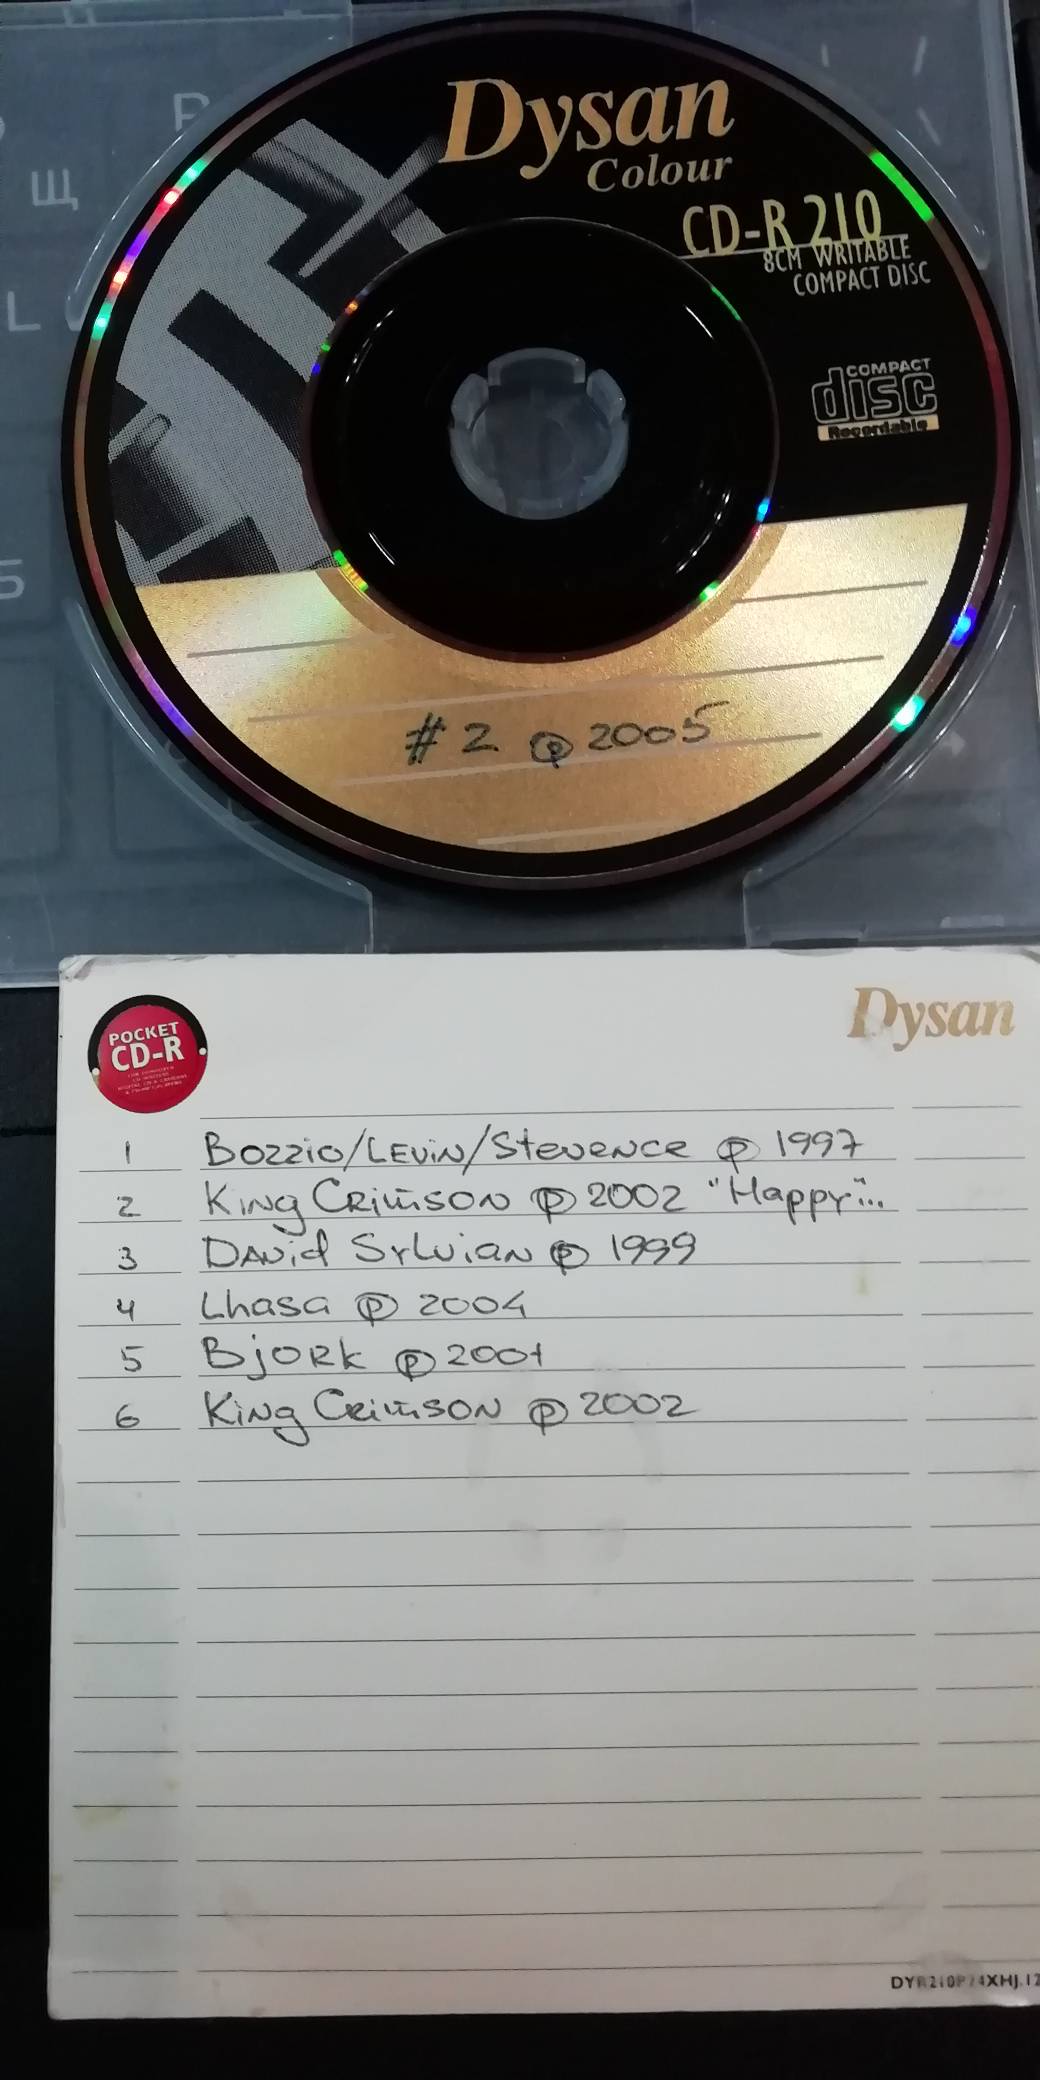 Р
Щ
L
Б
Dysan
Colour
CD-R 210
8CM WRITABLE
COMPACT DISC
COMPACT
disc
Recordable
#2 ℗ 2005
POCKET
CD-R
Dysan
1 Bozzio/Levin/Stevence ℗ 1997
2 King Crimson ℗ 2002 "Happy"...
3 David Sylvian ℗ 1999
4 Lhasa ℗ 2004
5 Bjork ℗ 2001
6 King Crimson ℗ 2002